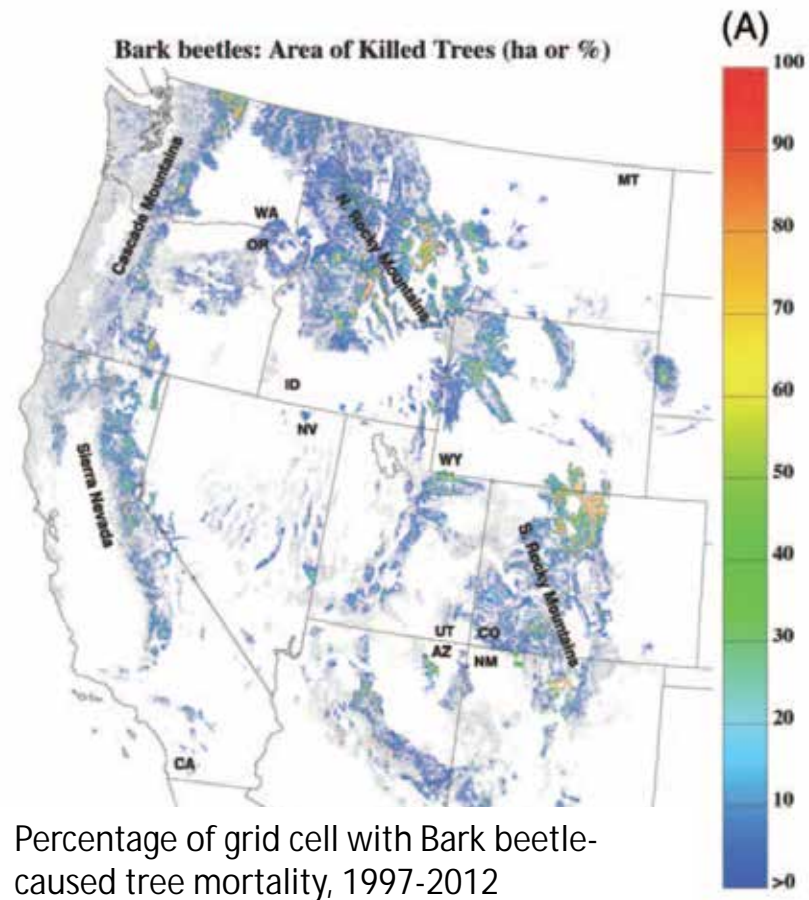 (A)
Bark beetles: Area of Killed Trees (ha or %)
100
90
80
70
60
50
40
30
20
10
>0
MT
Cascade Mountains
WA
OR
N. Rocky Mountains
ID
NV
WY
Sierra Nevada
S. Rocky Mountains
UT
CO
AZ
NM
CA
Percentage of grid cell with Bark beetle-
caused tree mortality, 1997-2012